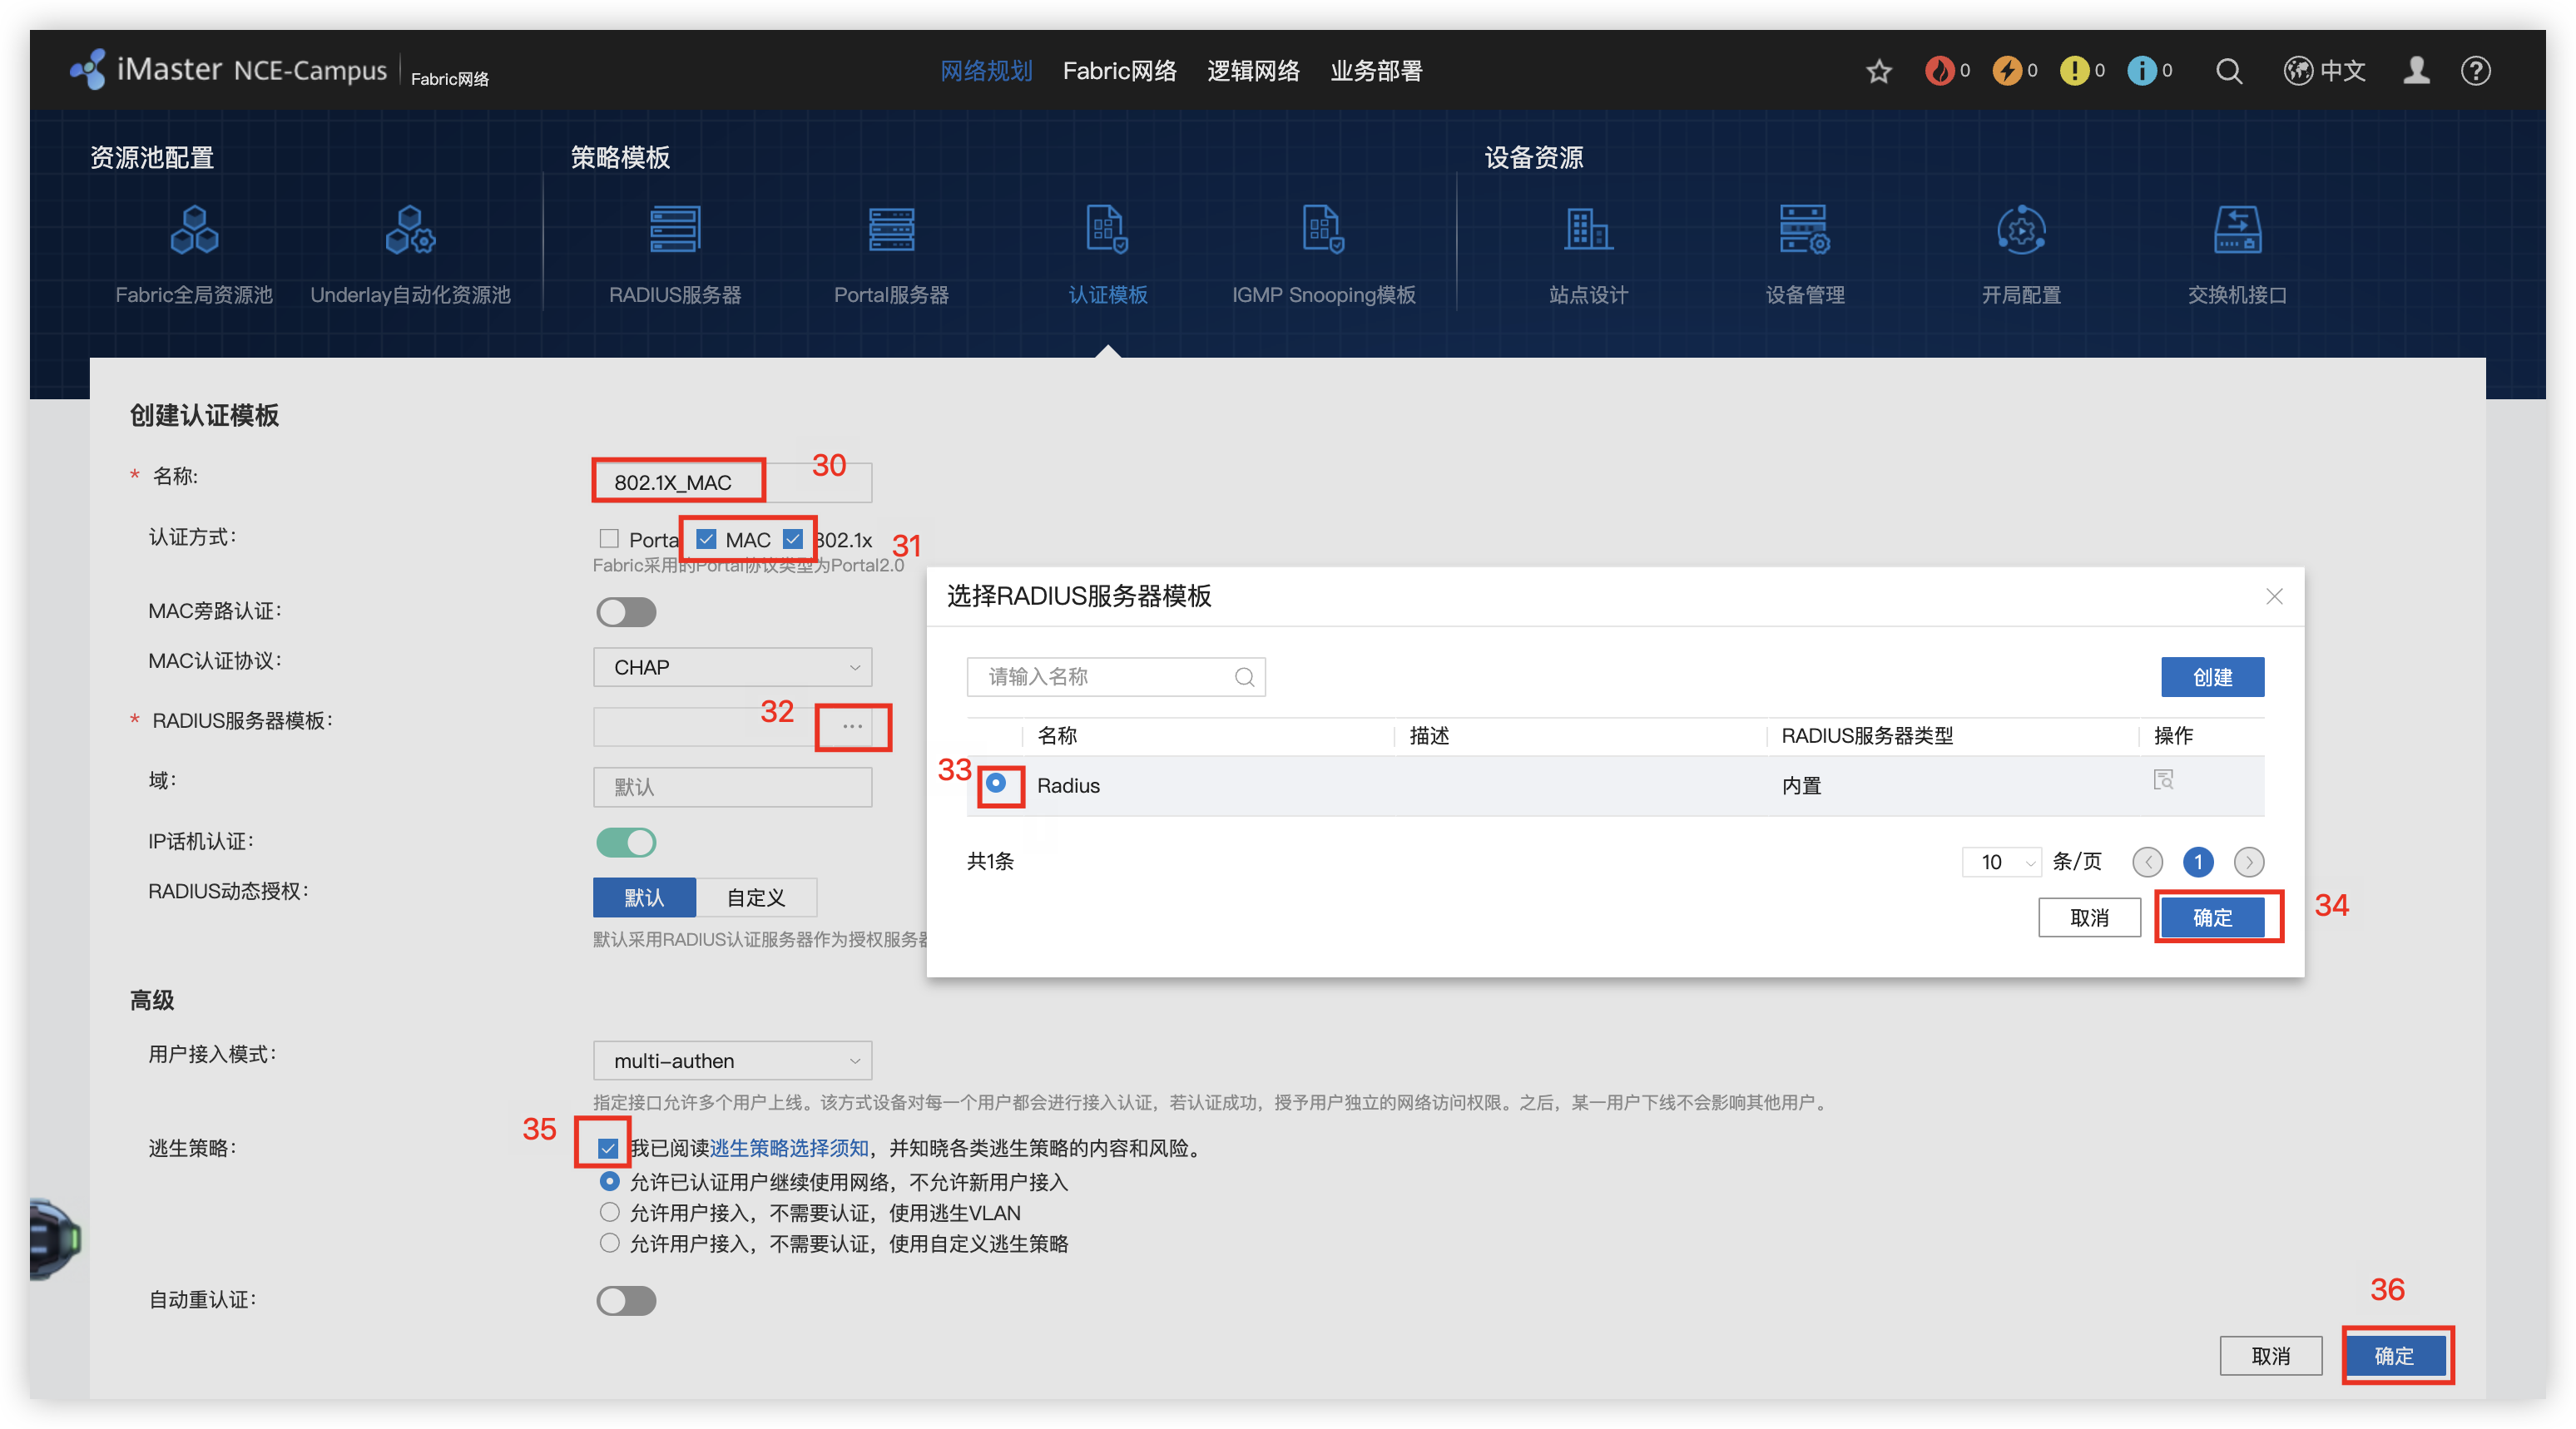 iMaster NCE-Campus Fabric网络
网络规划 Fabric网络 逻辑网络 业务部署
0 0 0 0 中文
资源池配置 策略模板 设备资源
Fabric全局资源池 Underlay自动化资源池 RADIUS服务器 Portal服务器 认证模板 IGMP Snooping模板 站点设计 设备管理 开局配置 交换机接口
创建认证模板
* 名称: 802.1X_MAC 30
认证方式: Porta MAC 802.1x 31
Fabric采用的Portal协议类型为Portal2.0
MAC旁路认证:
MAC认证协议: CHAP
* RADIUS服务器模板: ... 32
域: 默认
IP话机认证:
RADIUS动态授权: 默认 自定义
默认采用RADIUS认证服务器作为授权服务器
选择RADIUS服务器模板
请输入名称 创建
名称 描述 RADIUS服务器类型 操作
33 Radius 内置
共1条 10 条/页 1
取消 确定 34
高级
用户接入模式: multi-authen
指定接口允许多个用户上线。该方式设备对每一个用户都会进行接入认证，若认证成功，授予用户独立的网络访问权限。之后，某一用户下线不会影响其他用户。
逃生策略: 35 我已阅读逃生策略选择须知，并知晓各类逃生策略的内容和风险。
允许已认证用户继续使用网络，不允许新用户接入
允许用户接入，不需要认证，使用逃生VLAN
允许用户接入，不需要认证，使用自定义逃生策略
自动重认证:
36
取消 确定